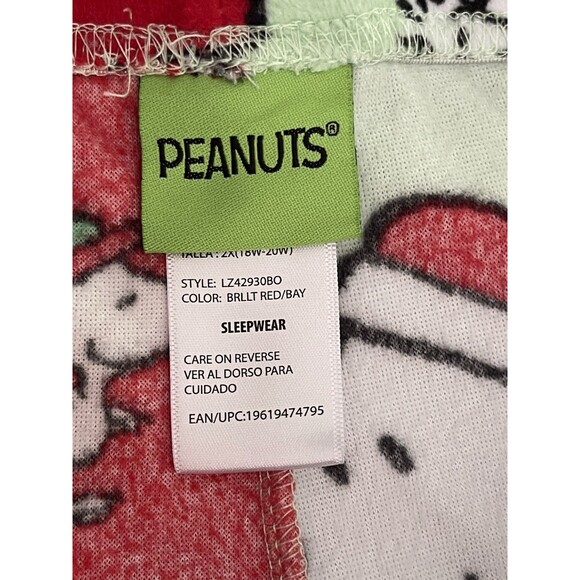 PEANUTS®
TALLA : 2X(18W-20W)
STYLE: LZ42930BO
COLOR: BRLLT RED/BAY
SLEEPWEAR
CARE ON REVERSE
VER AL DORSO PARA
CUIDADO
EAN/UPC:19619474795